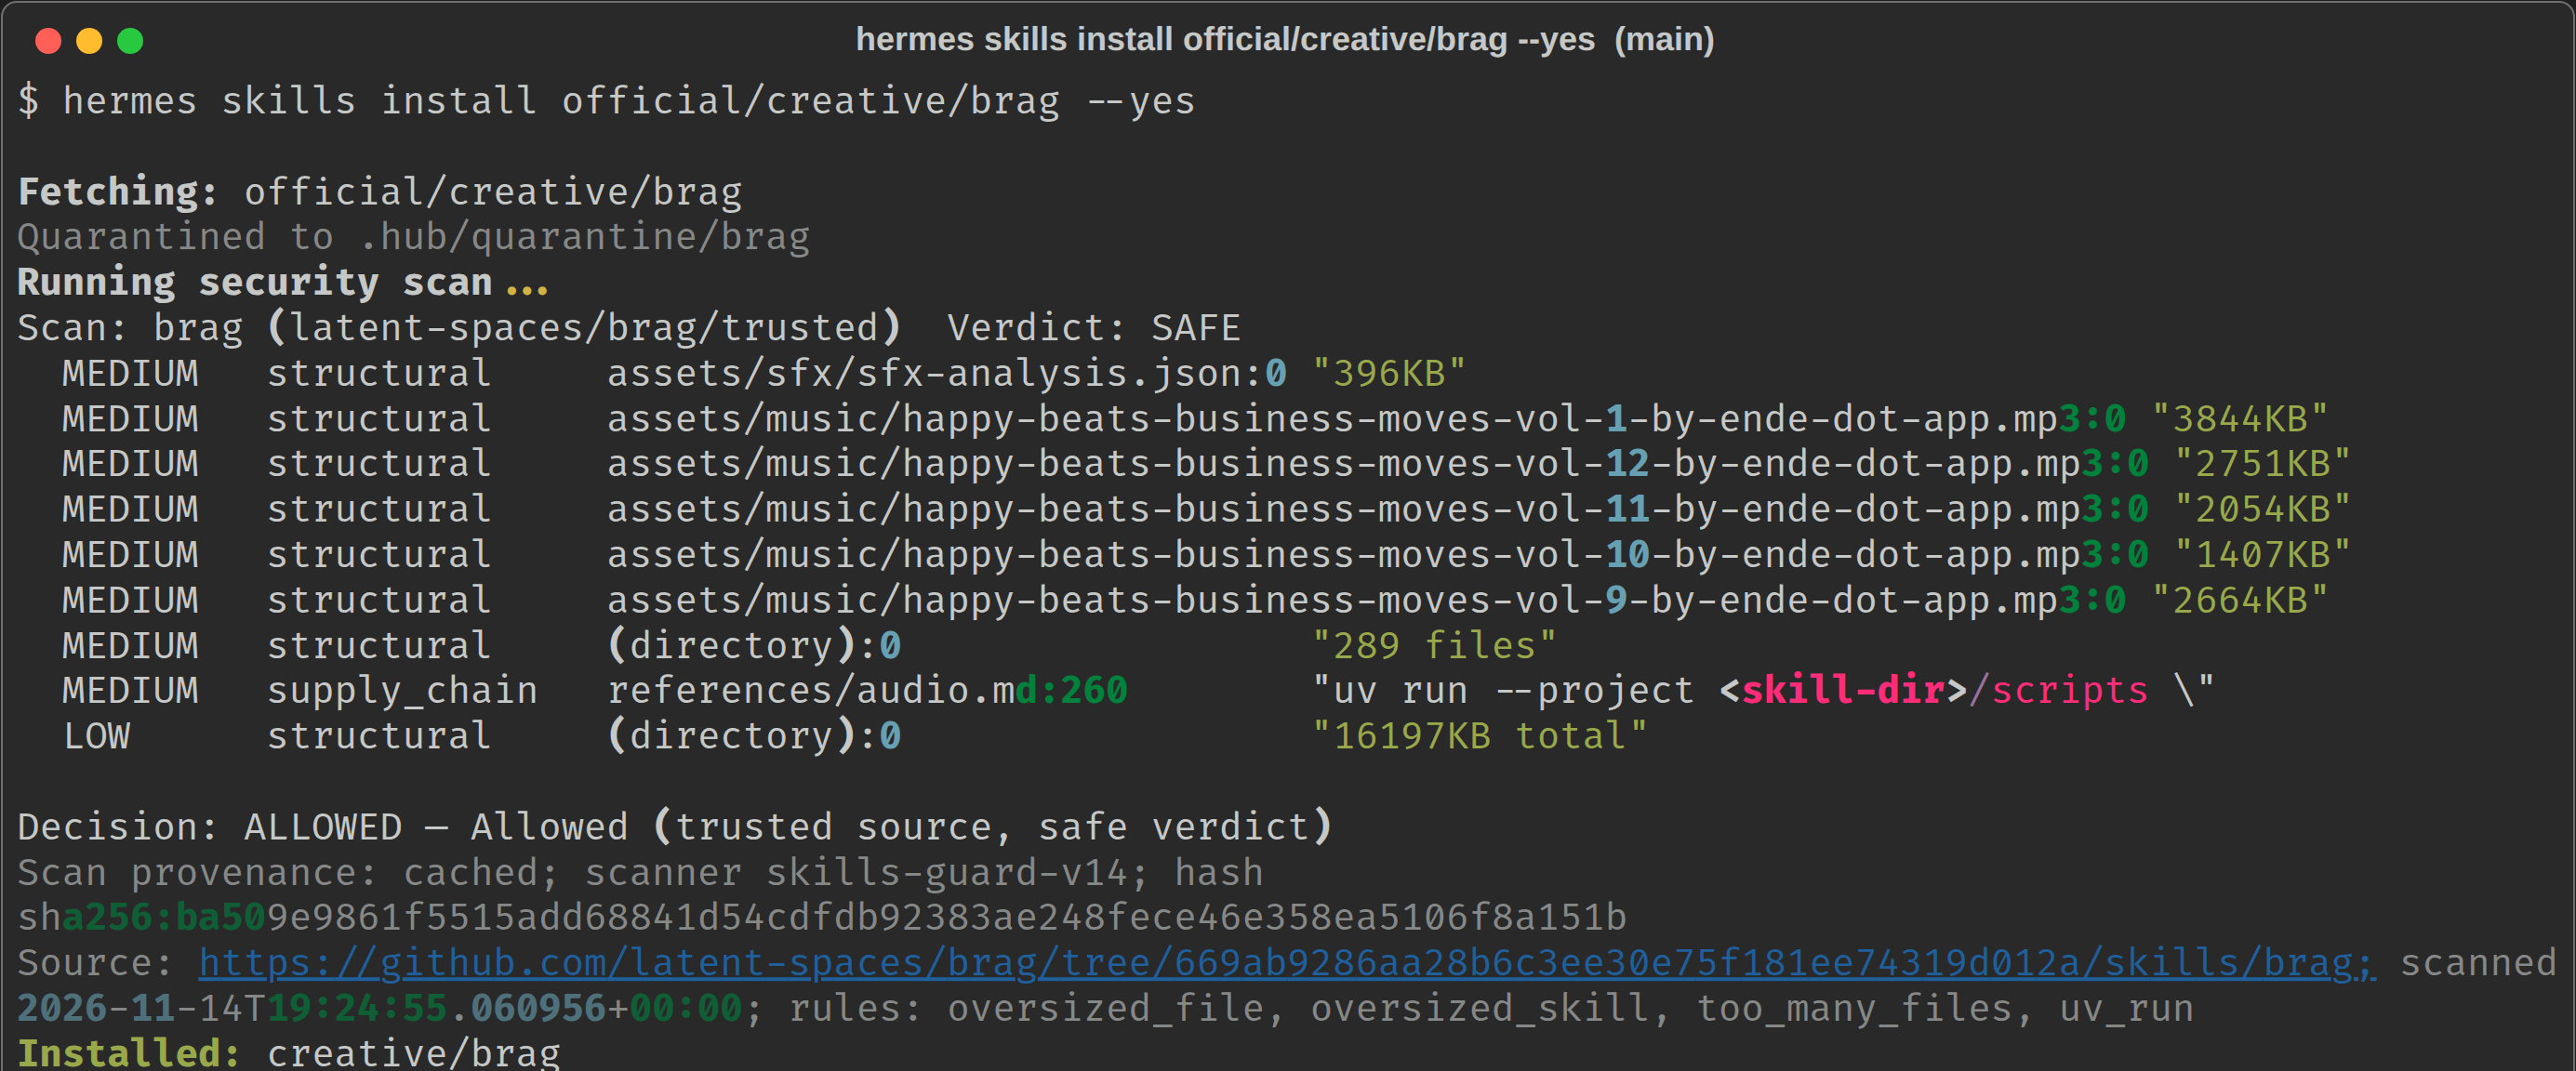 hermes skills install official/creative/brag --yes  (main)
$ hermes skills install official/creative/brag --yes
Fetching: official/creative/brag
Quarantined to .hub/quarantine/brag
Running security scan...
Scan: brag (latent-spaces/brag/trusted)  Verdict: SAFE
  MEDIUM   structural     assets/sfx/sfx-analysis.json:0 "396KB"
  MEDIUM   structural     assets/music/happy-beats-business-moves-vol-1-by-ende-dot-app.mp3:0 "3844KB"
  MEDIUM   structural     assets/music/happy-beats-business-moves-vol-12-by-ende-dot-app.mp3:0 "2751KB"
  MEDIUM   structural     assets/music/happy-beats-business-moves-vol-11-by-ende-dot-app.mp3:0 "2054KB"
  MEDIUM   structural     assets/music/happy-beats-business-moves-vol-10-by-ende-dot-app.mp3:0 "1407KB"
  MEDIUM   structural     assets/music/happy-beats-business-moves-vol-9-by-ende-dot-app.mp3:0 "2664KB"
  MEDIUM   structural     (directory):0                  "289 files"
  MEDIUM   supply_chain   references/audio.md:260        "uv run --project <skill-dir>/scripts \"
  LOW      structural     (directory):0                  "16197KB total"
Decision: ALLOWED — Allowed (trusted source, safe verdict)
Scan provenance: cached; scanner skills-guard-v14; hash
sha256:ba509e9861f5515add68841d54cdfdb92383ae248fece46e358ea5106f8a151b
Source: https://github.com/latent-spaces/brag/tree/669ab9286aa28b6c3ee30e75f181ee74319d012a/skills/brag; scanned
2026-11-14T19:24:55.060956+00:00; rules: oversized_file, oversized_skill, too_many_files, uv_run
Installed: creative/brag